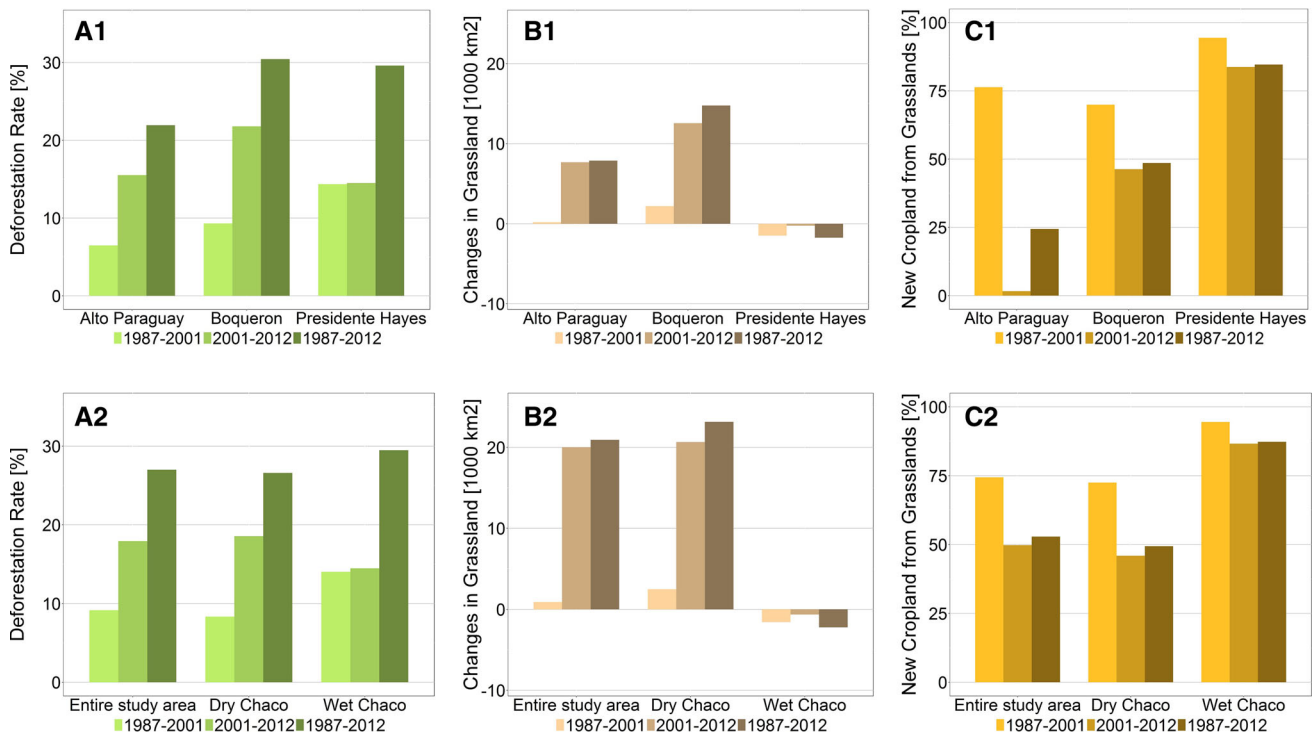 A1
Deforestation Rate [%]
30
20
10
0
Alto Paraguay Boqueron Presidente Hayes
1987-2001 2001-2012 1987-2012
B1
Changes in Grassland [1000 km2]
20
10
0
-10
Alto Paraguay Boqueron Presidente Hayes
1987-2001 2001-2012 1987-2012
C1
New Cropland from Grasslands [%]
100
75
50
25
0
Alto Paraguay Boqueron Presidente Hayes
1987-2001 2001-2012 1987-2012
A2
Deforestation Rate [%]
30
20
10
0
Entire study area Dry Chaco Wet Chaco
1987-2001 2001-2012 1987-2012
B2
Changes in Grassland [1000 km2]
20
10
0
-10
Entire study area Dry Chaco Wet Chaco
1987-2001 2001-2012 1987-2012
C2
New Cropland from Grasslands [%]
100
75
50
25
0
Entire study area Dry Chaco Wet Chaco
1987-2001 2001-2012 1987-2012